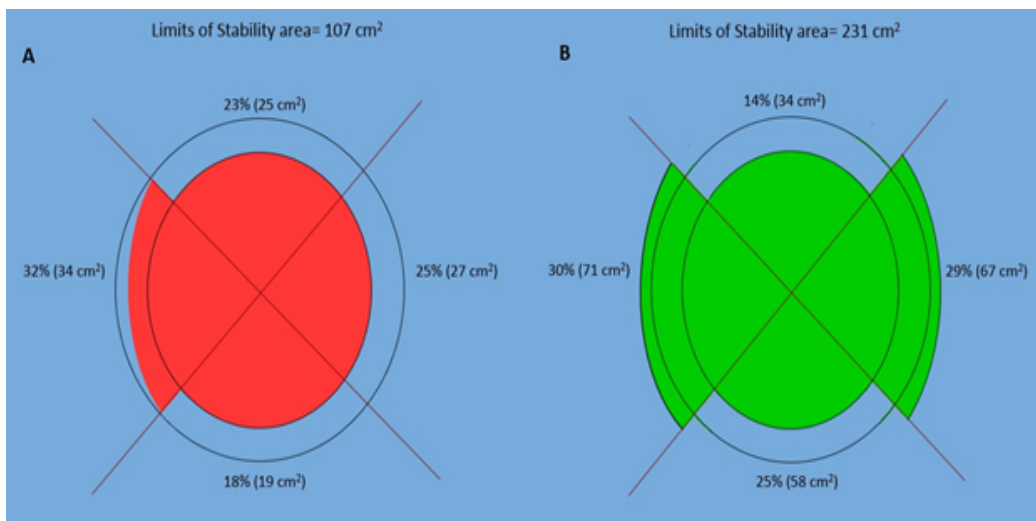 Limits of Stability area= 107 cm²
A
23% (25 cm²)
32% (34 cm²)
25% (27 cm²)
18% (19 cm²)
Limits of Stability area= 231 cm²
B
14% (34 cm²)
30% (71 cm²)
29% (67 cm²)
25% (58 cm²)